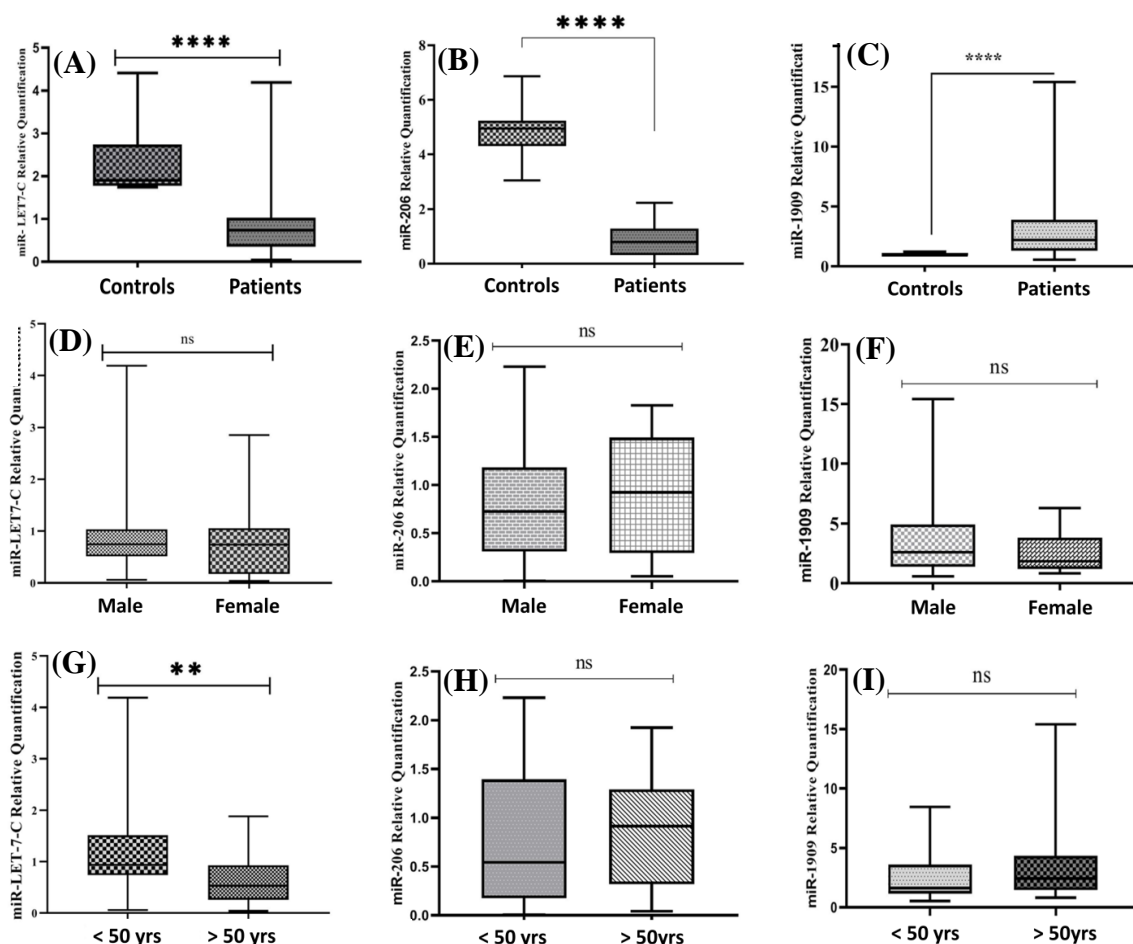 (A)
****
miR- LET7-C Relative Quantification
5
4
3
2
1
0
Controls Patients
(B)
****
miR-206 Relative Quantification
8
6
4
2
0
Controls Patients
(C)
****
miR-1909 Relative Quantificati
15
10
5
0
Controls Patients
(D)
ns
miR-LET7-C Relative Quan
5
4
3
2
1
0
Male Female
(E)
ns
miR-206 Relative Quantification
2.5
2.0
1.5
1.0
0.5
0.0
Male Female
(F)
ns
miR-1909 Relative Quantification
20
15
10
5
0
Male Female
(G)
**
miR-LET-7-C Relative Quantification
5
4
3
2
1
0
< 50 yrs > 50 yrs
(H)
ns
miR-206 Relative Quantification
2.5
2.0
1.5
1.0
0.5
0.0
< 50 yrs > 50yrs
(I)
ns
miR-1909 Relative Quantification
20
15
10
5
0
< 50 yrs > 50yrs